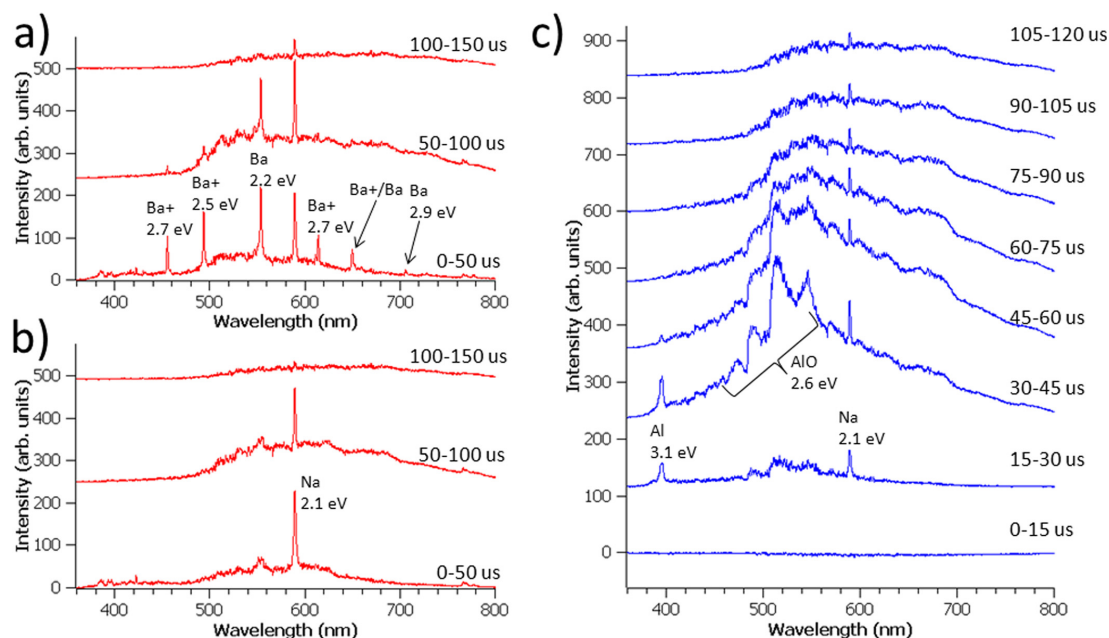 a)
Intensity (arb. units)
500
400
300
200
100
0
100-150 us
50-100 us
0-50 us
Ba+
2.7 eV
Ba+
2.5 eV
Ba
2.2 eV
Ba+
2.7 eV
Ba+/Ba
Ba
2.9 eV
400 500 600 700 800
Wavelength (nm)
b)
Intensity (arb. units)
500
400
300
200
100
0
100-150 us
50-100 us
0-50 us
Na
2.1 eV
400 500 600 700 800
Wavelength (nm)
c)
Intensity (arb. units)
900
800
700
600
500
400
300
200
100
0
105-120 us
90-105 us
75-90 us
60-75 us
45-60 us
30-45 us
15-30 us
0-15 us
AlO
2.6 eV
Al
3.1 eV
Na
2.1 eV
400 500 600 700 800
Wavelength (nm)